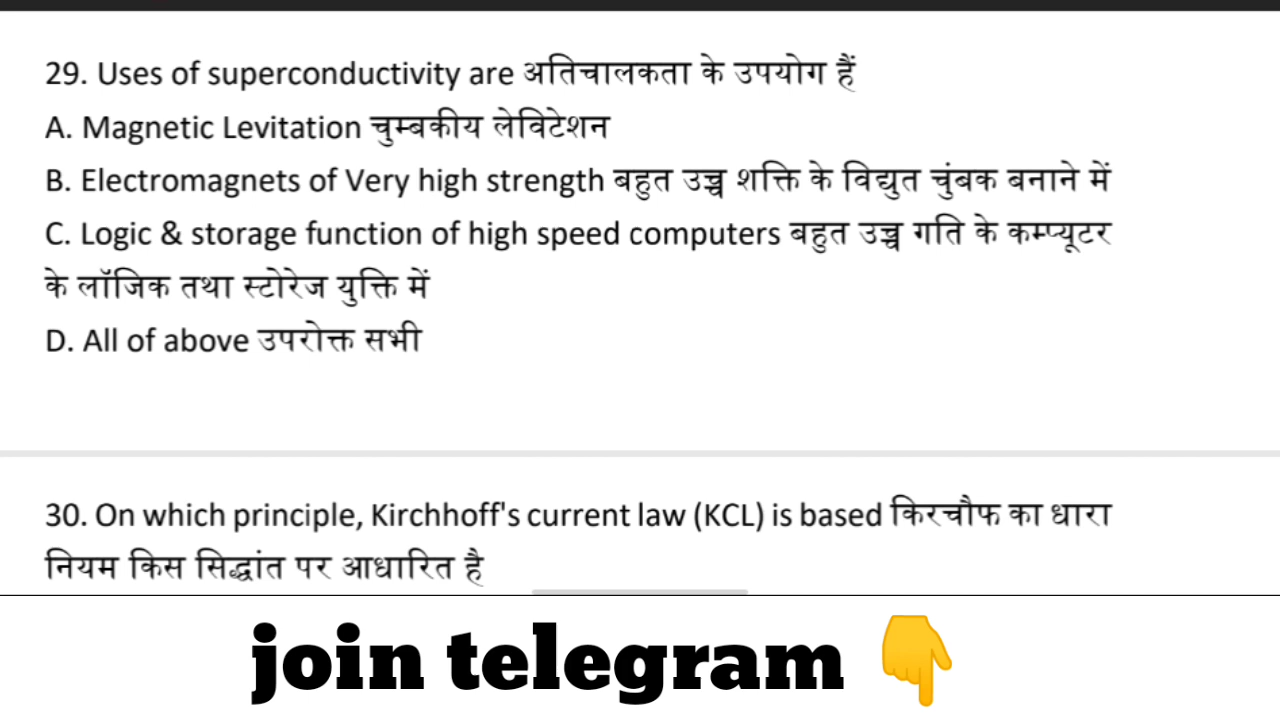 29. Uses of superconductivity are अतिचालकता के उपयोग हैं
A. Magnetic Levitation चुम्बकीय लेविटेशन
B. Electromagnets of Very high strength बहुत उच्च शक्ति के विद्युत चुंबक बनाने में
C. Logic & storage function of high speed computers बहुत उच्च गति के कम्प्यूटर
के लॉजिक तथा स्टोरेज युक्ति में
D. All of above उपरोक्त सभी
30. On which principle, Kirchhoff's current law (KCL) is based किरचौफ का धारा
नियम किस सिद्धांत पर आधारित है
join telegram 👇